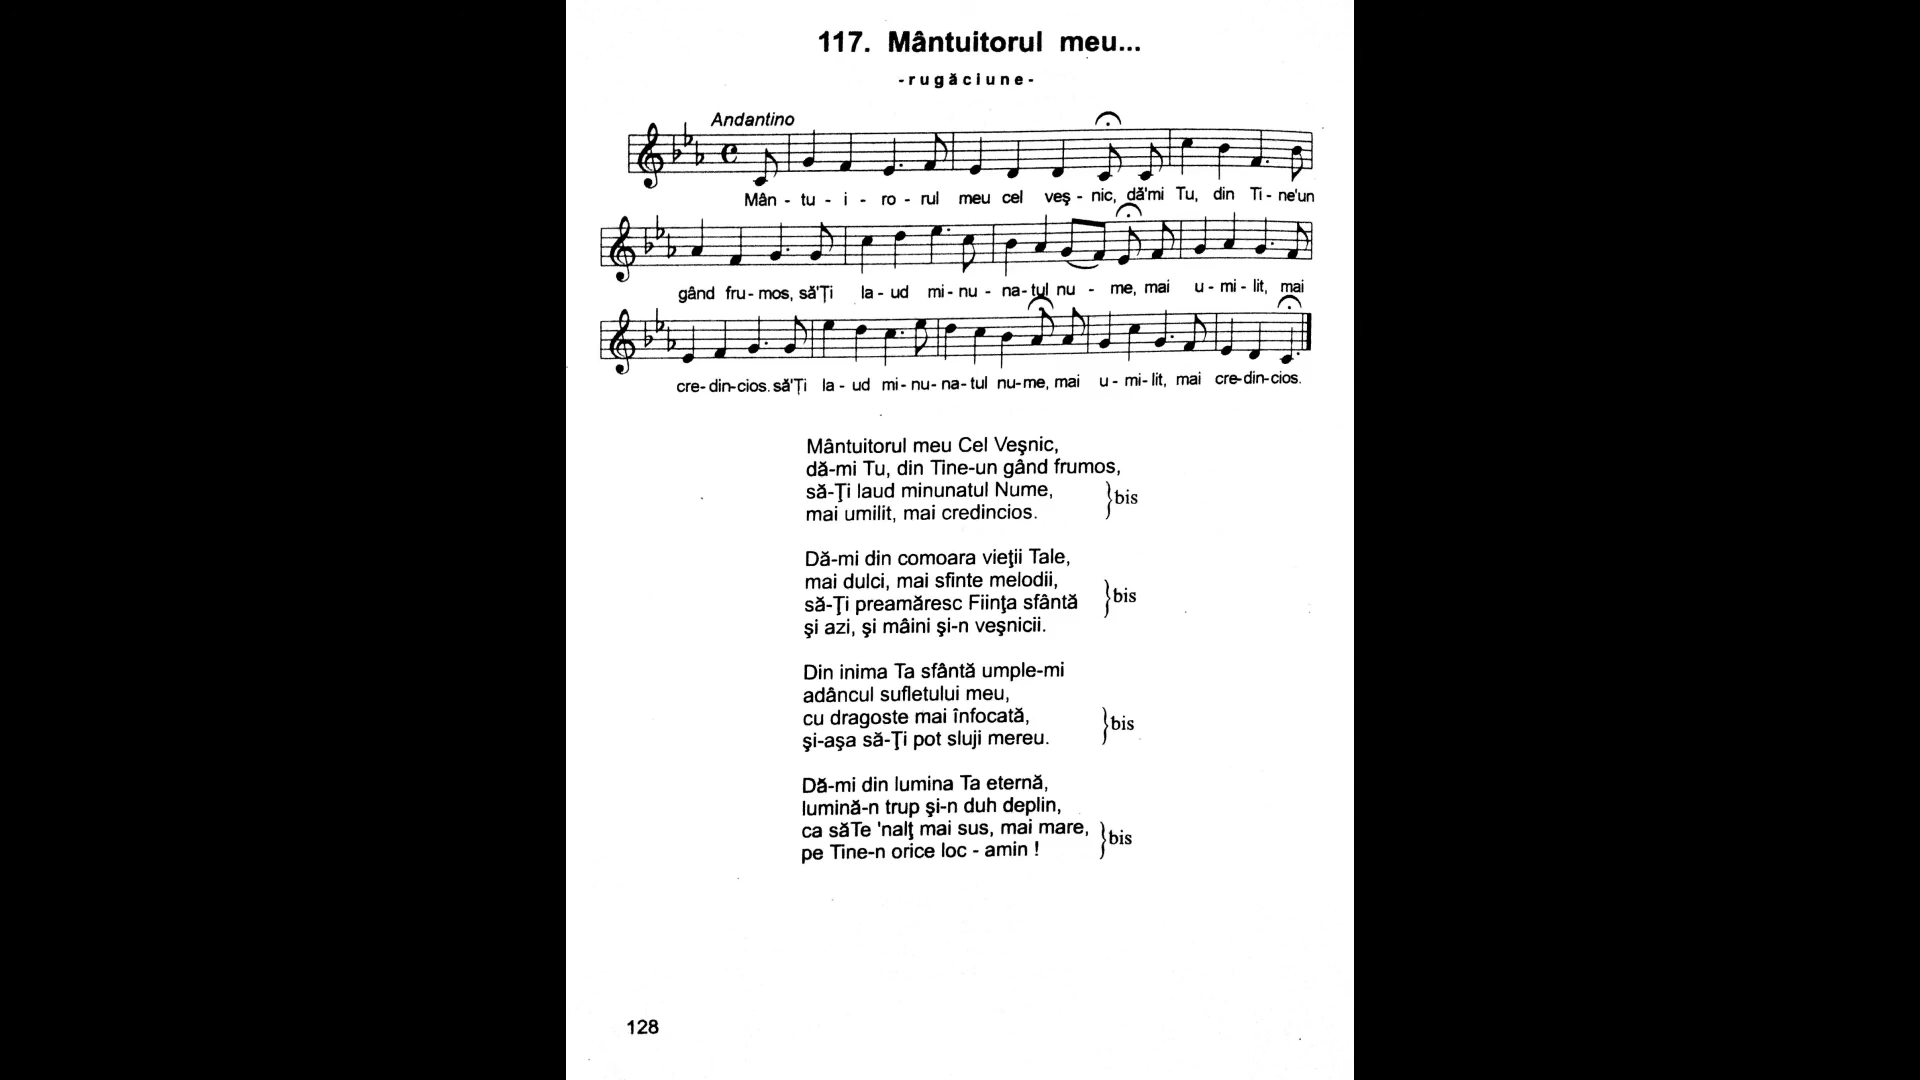 117. Mântuitorul meu...
-rugăciune-
Andantino
Mân - tu - i - ro - rul meu cel veş - nic, dă'mi Tu, din Ti - ne'un
gând fru - mos, să'Ţi la - ud mi - nu - na - tul nu - me, mai u - mi - lit, mai
cre - din - cios. să'Ţi la - ud mi - nu - na - tul nu - me, mai u - mi - lit, mai cre - din - cios.
Mântuitorul meu Cel Veşnic,
dă-mi Tu, din Tine-un gând frumos,
să-Ţi laud minunatul Nume,
mai umilit, mai credincios. }bis
Dă-mi din comoara vieţii Tale,
mai dulci, mai sfinte melodii,
să-Ţi preamăresc Fiinţa sfântă
şi azi, şi mâini şi-n veşnicii. }bis
Din inima Ta sfântă umple-mi
adâncul sufletului meu,
cu dragoste mai înfocată,
şi-aşa să-Ţi pot sluji mereu. }bis
Dă-mi din lumina Ta eternă,
lumină-n trup şi-n duh deplin,
ca săTe 'nalţ mai sus, mai mare,
pe Tine-n orice loc - amin ! }bis
128